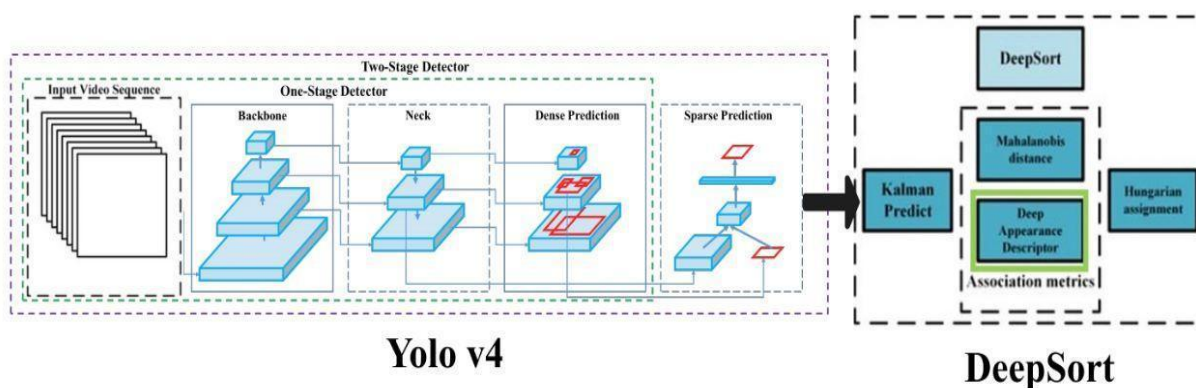 Two-Stage Detector
One-Stage Detector
Input Video Sequence
Backbone
Neck
Dense Prediction
Sparse Prediction
Yolo v4
DeepSort
Kalman
Predict
Mahalanobis
distance
Deep
Appearance
Descriptor
Association metrics
Hungarian
assignment
DeepSort